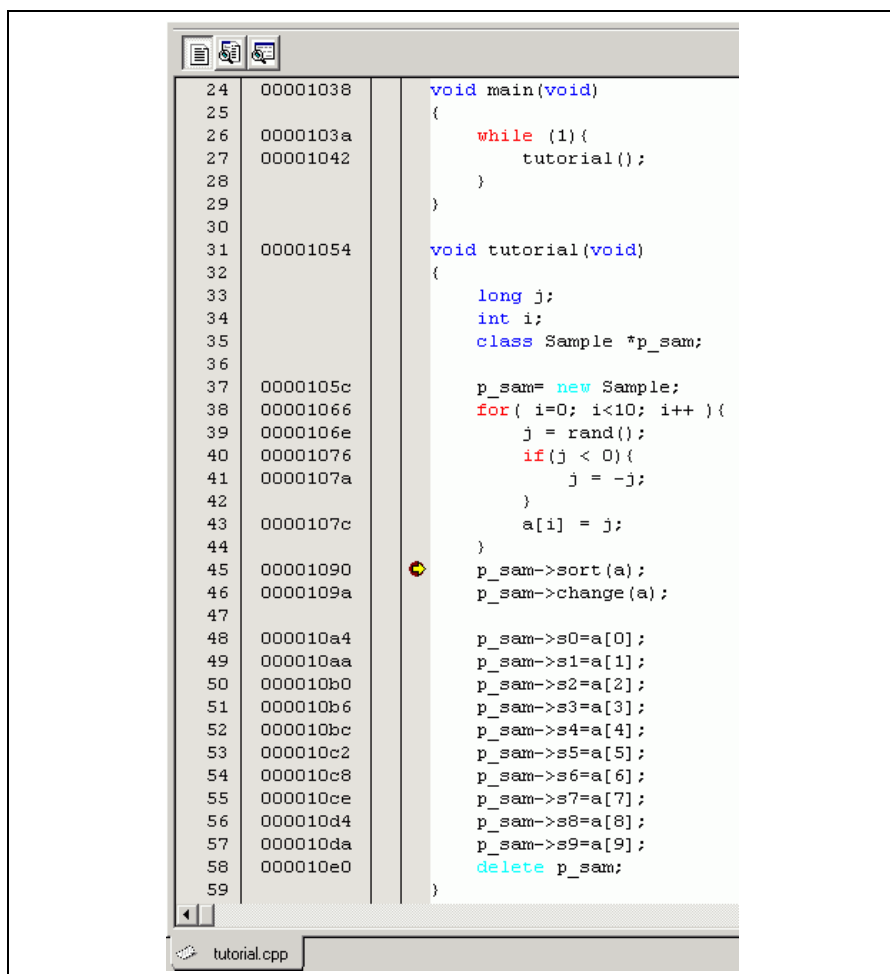 24 00001038 void main(void)
25 {
26 0000103a while (1){
27 00001042 tutorial();
28 }
29 }
30
31 00001054 void tutorial(void)
32 {
33 long j;
34 int i;
35 class Sample *p_sam;
36
37 0000105c p_sam= new Sample;
38 00001066 for( i=0; i<10; i++ ){
39 0000106e j = rand();
40 00001076 if(j < 0){
41 0000107a j = -j;
42 }
43 0000107c a[i] = j;
44 }
45 00001090 p_sam->sort(a);
46 0000109a p_sam->change(a);
47
48 000010a4 p_sam->s0=a[0];
49 000010aa p_sam->s1=a[1];
50 000010b0 p_sam->s2=a[2];
51 000010b6 p_sam->s3=a[3];
52 000010bc p_sam->s4=a[4];
53 000010c2 p_sam->s5=a[5];
54 000010c8 p_sam->s6=a[6];
55 000010ce p_sam->s7=a[7];
56 000010d4 p_sam->s8=a[8];
57 000010da p_sam->s9=a[9];
58 000010e0 delete p_sam;
59 }
tutorial.cpp